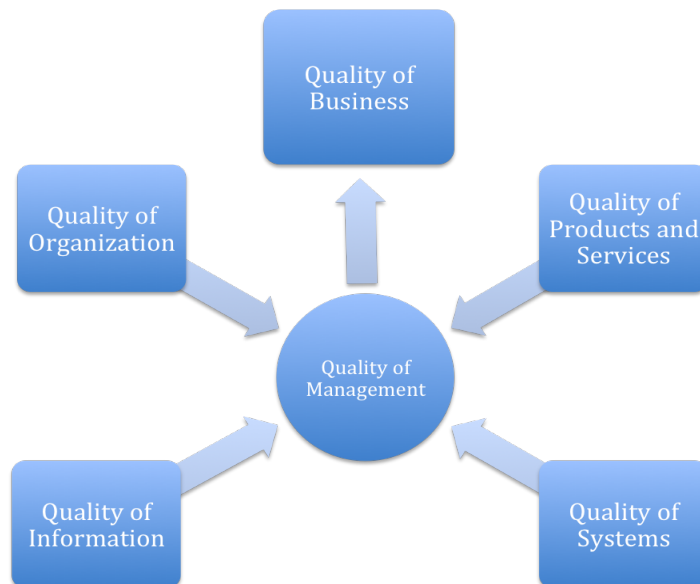 Quality of
Business
Quality of
Organization
Quality of
Products and
Services
Quality of
Management
Quality of
Information
Quality of
Systems